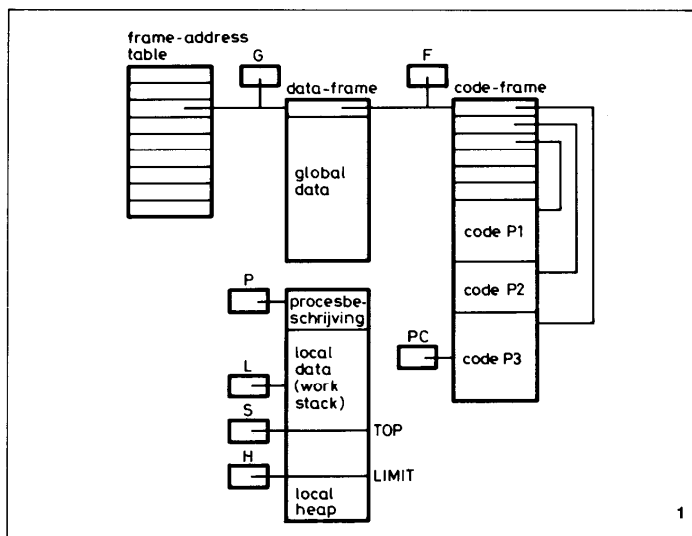 frame-address
table
G
data-frame
F
code-frame
global
data
code P1
code P2
code P3
PC
P
procesbe-
schrijving
L
local
data
(work
stack)
S
TOP
H
LIMIT
local
heap
1